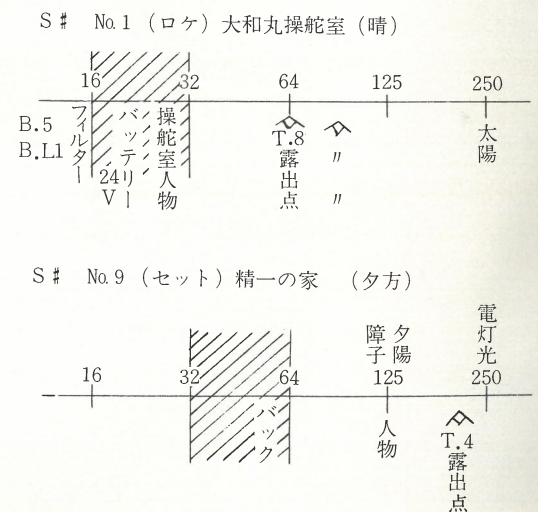 S♯ No.1(ロケ)大和丸操舵室(晴)
16 32 64 125 250
B.5
B.L1
フィルター
バッテリー
24V
操舵室人物
T.8
露出点
〃
〃
太陽
S♯ No.9(セット)精一の家 (夕方)
障子
夕陽
電灯光
16 32 64 125 250
バック
人物
T.4
露出点